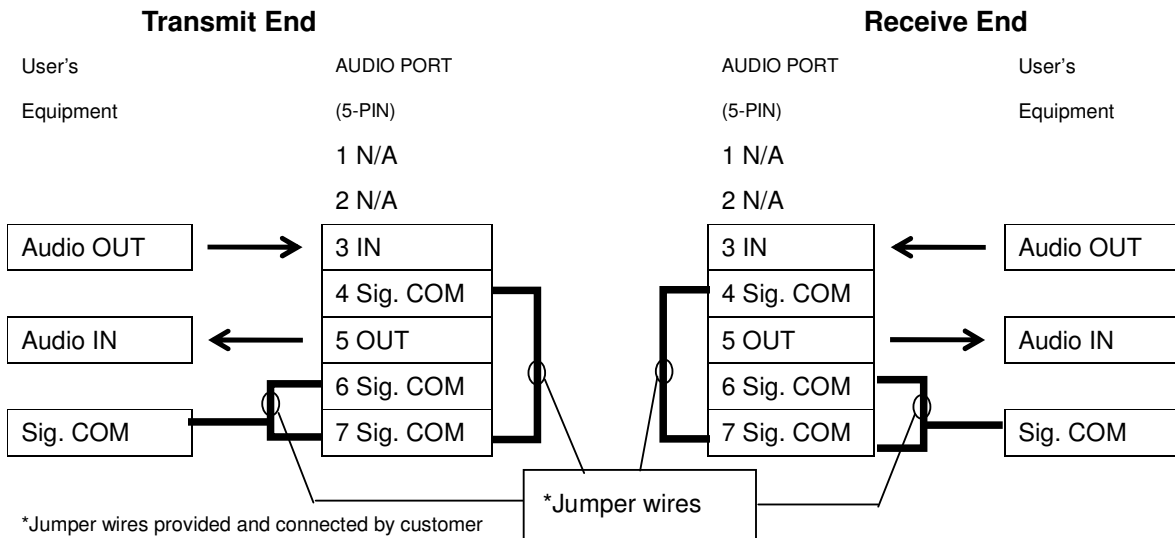 Transmit End Receive End
User's AUDIO PORT AUDIO PORT User's
Equipment (5-PIN) (5-PIN) Equipment
1 N/A 1 N/A
2 N/A 2 N/A
Audio OUT 3 IN 3 IN Audio OUT
4 Sig. COM 4 Sig. COM
Audio IN 5 OUT 5 OUT Audio IN
6 Sig. COM 6 Sig. COM
Sig. COM 7 Sig. COM 7 Sig. COM Sig. COM
*Jumper wires
*Jumper wires provided and connected by customer